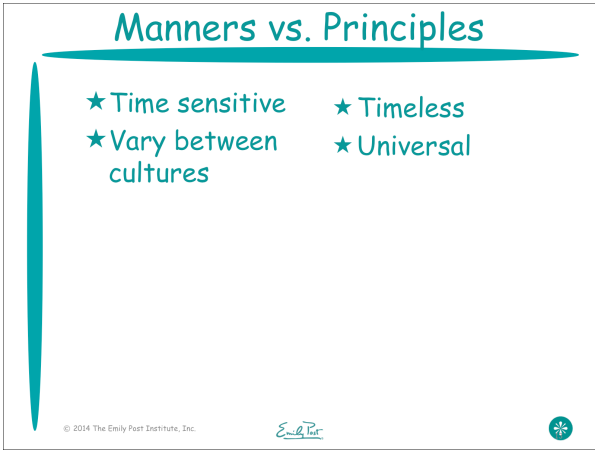 Manners vs. Principles
★ Time sensitive
★ Vary between
cultures
★ Timeless
★ Universal
© 2014 The Emily Post Institute, Inc.
Emily Post